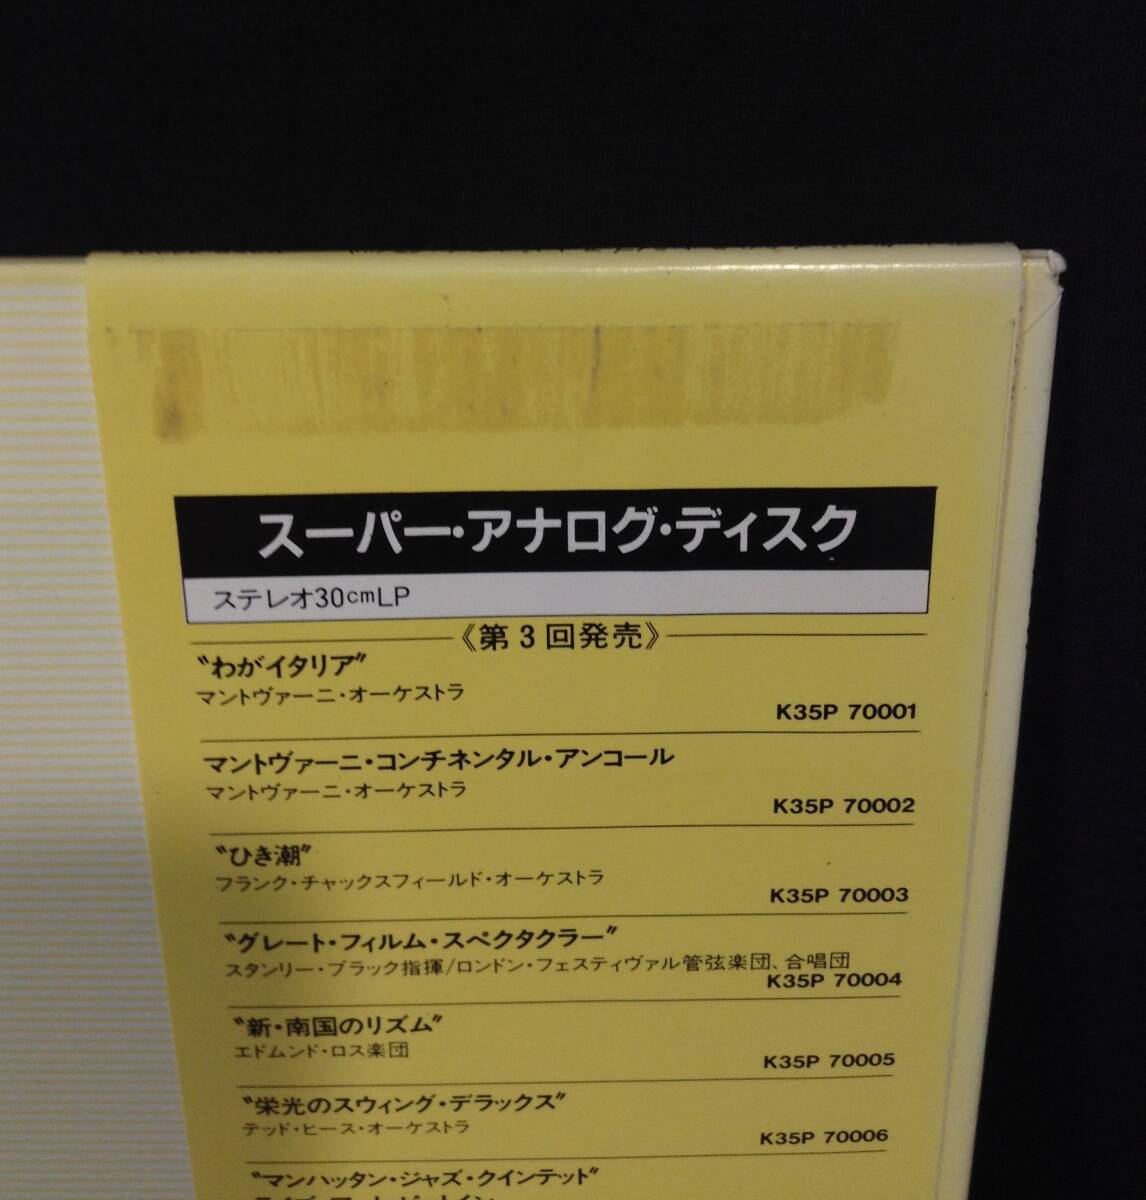 スーパー・アナログ・ディスク
ステレオ30cmLP
《第3回発売》
“わがイタリア”
マントヴァーニ・オーケストラ
K35P 70001
マントヴァーニ・コンチネンタル・アンコール
マントヴァーニ・オーケストラ
K35P 70002
“ひき潮”
フランク・チャックスフィールド・オーケストラ
K35P 70003
“グレート・フィルム・スペクタクラー”
スタンリー・ブラック指揮/ロンドン・フェスティヴァル管弦楽団、合唱団
K35P 70004
“新・南国のリズム”
エドムンド・ロス楽団
K35P 70005
“栄光のスウィング・デラックス”
テッド・ヒース・オーケストラ
K35P 70006
“マンハッタン・ジャズ・クインテット”